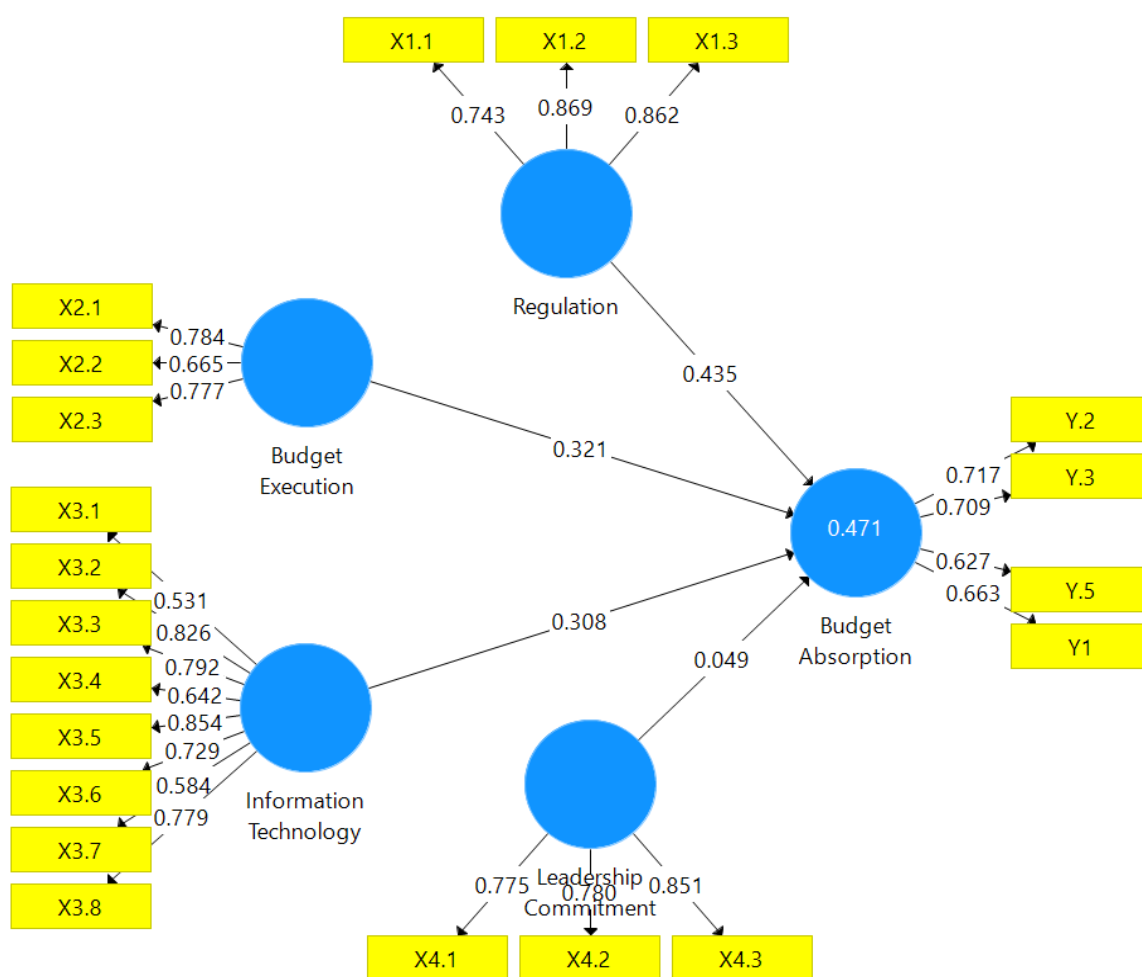 X1.1
X1.2
X1.3
0.743
0.869
0.862
Regulation
X2.1
X2.2
X2.3
0.784
0.665
0.777
Budget
Execution
0.435
0.321
X3.1
X3.2
X3.3
X3.4
X3.5
X3.6
X3.7
X3.8
0.531
0.826
0.792
0.642
0.854
0.729
0.584
0.779
Information
Technology
0.308
0.049
0.471
Budget
Absorption
0.717
0.709
0.627
0.663
Y.2
Y.3
Y.5
Y1
Leadership
Commitment
0.775
0.780
0.851
X4.1
X4.2
X4.3